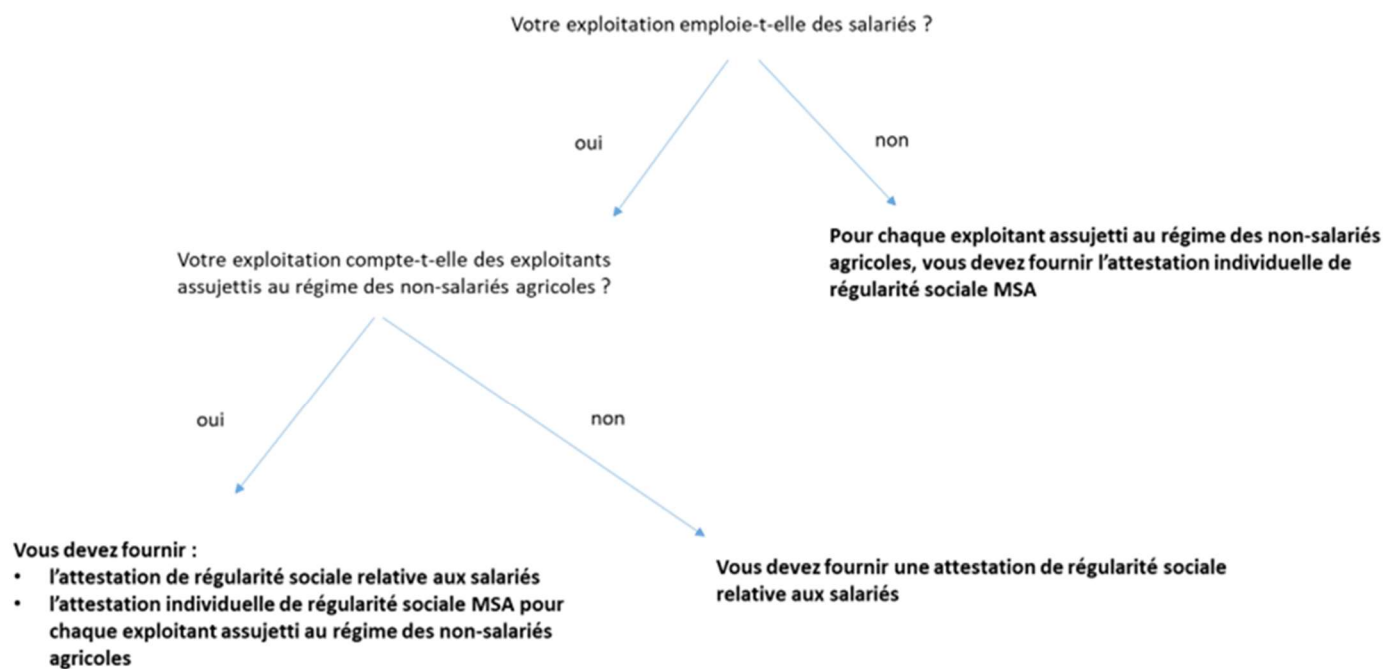 Votre exploitation emploie-t-elle des salariés ?
oui
non
Votre exploitation compte-t-elle des exploitants
assujettis au régime des non-salariés agricoles ?
Pour chaque exploitant assujetti au régime des non-salariés
agricoles, vous devez fournir l’attestation individuelle de
régularité sociale MSA
oui
non
Vous devez fournir :
• l’attestation de régularité sociale relative aux salariés
• l’attestation individuelle de régularité sociale MSA pour
chaque exploitant assujetti au régime des non-salariés
agricoles
Vous devez fournir une attestation de régularité sociale
relative aux salariés